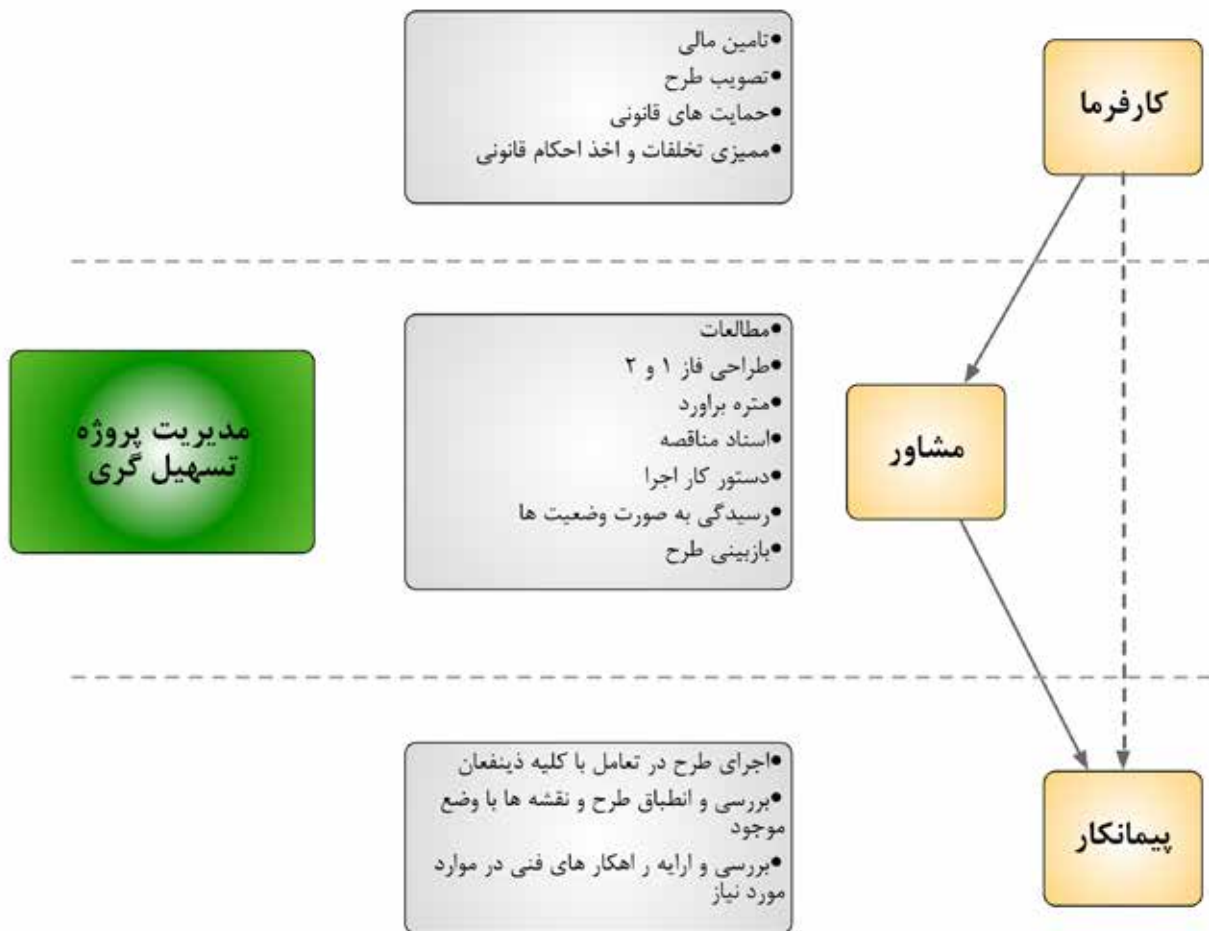 کارفرما
•تامین مالی
•تصویب طرح
•حمایت های قانونی
•ممیزی تخلفات و اخذ احکام قانونی
مشاور
•مطالعات
•طراحی فاز ۱ و ۲
•متره براورد
•اسناد مناقصه
•دستور کار اجرا
•رسیدگی به صورت وضعیت ها
•بازبینی طرح
مدیریت پروژه
تسهیل گری
پیمانکار
•اجرای طرح در تعامل با کلیه ذینفعان
•بررسی و انطباق طرح و نقشه ها با وضع
موجود
•بررسی و ارایه ر اهکار های فنی در موارد
مورد نیاز